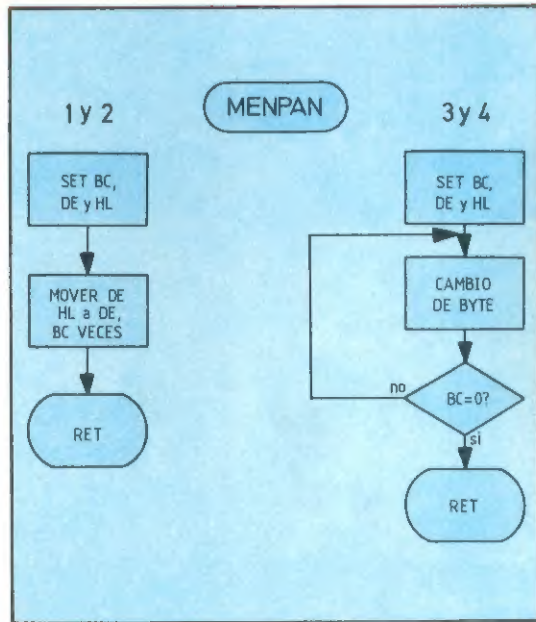 MENPAN
1 y 2
SET BC,
DE y HL
MOVER DE
HL a DE,
BC VECES
RET
3 y 4
SET BC,
DE y HL
CAMBIO
DE BYTE
no
BC=0?
si
RET